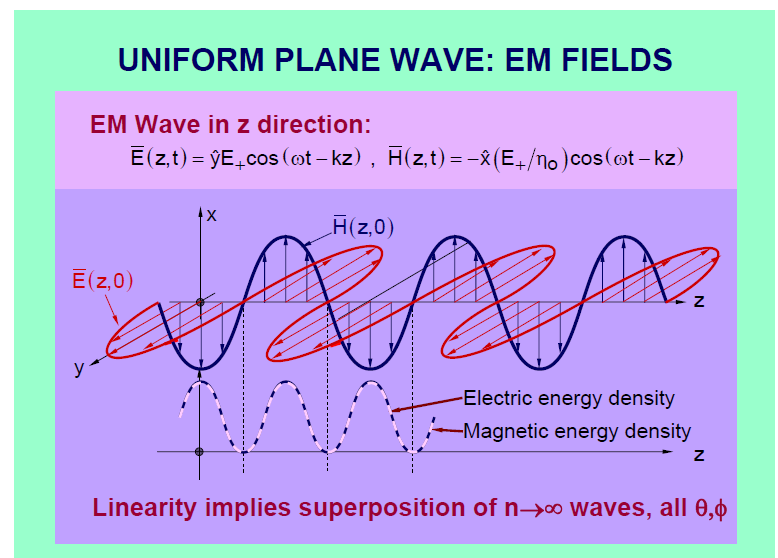 UNIFORM PLANE WAVE: EM FIELDS
EM Wave in z direction:
E̅(z,t) = ŷE₊cos(ωt – kz) , H̅(z,t) = –x̂(E₊/ηₒ)cos(ωt – kz)
x
H̅(z,0)
E̅(z,0)
z
y
Electric energy density
Magnetic energy density
z
Linearity implies superposition of n→∞ waves, all θ,ϕ